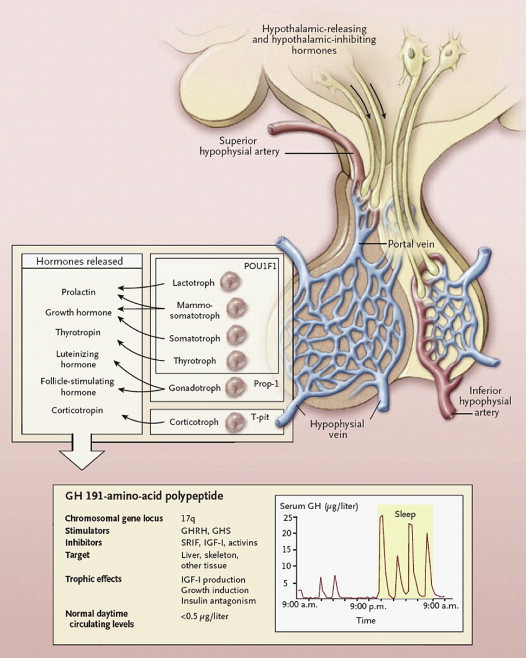 Hypothalamic-releasing
and hypothalamic-inhibiting
hormones
Superior
hypophysial artery
Portal vein
Hormones released
Prolactin
Growth hormone
Thyrotropin
Luteinizing
hormone
Follicle-stimulating
hormone
Corticotropin
POU1F1
Lactotroph
Mammo-
somatotroph
Somatotroph
Thyrotroph
Gonadotroph
Prop-1
Corticotroph
T-pit
Hypophysial
vein
Inferior
hypophysial
artery
GH 191-amino-acid polypeptide
Chromosomal gene locus 17q
Stimulators GHRH, GHS
Inhibitors SRIF, IGF-I, activins
Target Liver, skeleton,
other tissue
Trophic effects IGF-I production
Growth induction
Insulin antagonism
Normal daytime
circulating levels <0.5 μg/liter
Serum GH (μg/liter)
Sleep
25
20
15
10
5
9:00 a.m. 9:00 p.m. 9:00 a.m.
Time